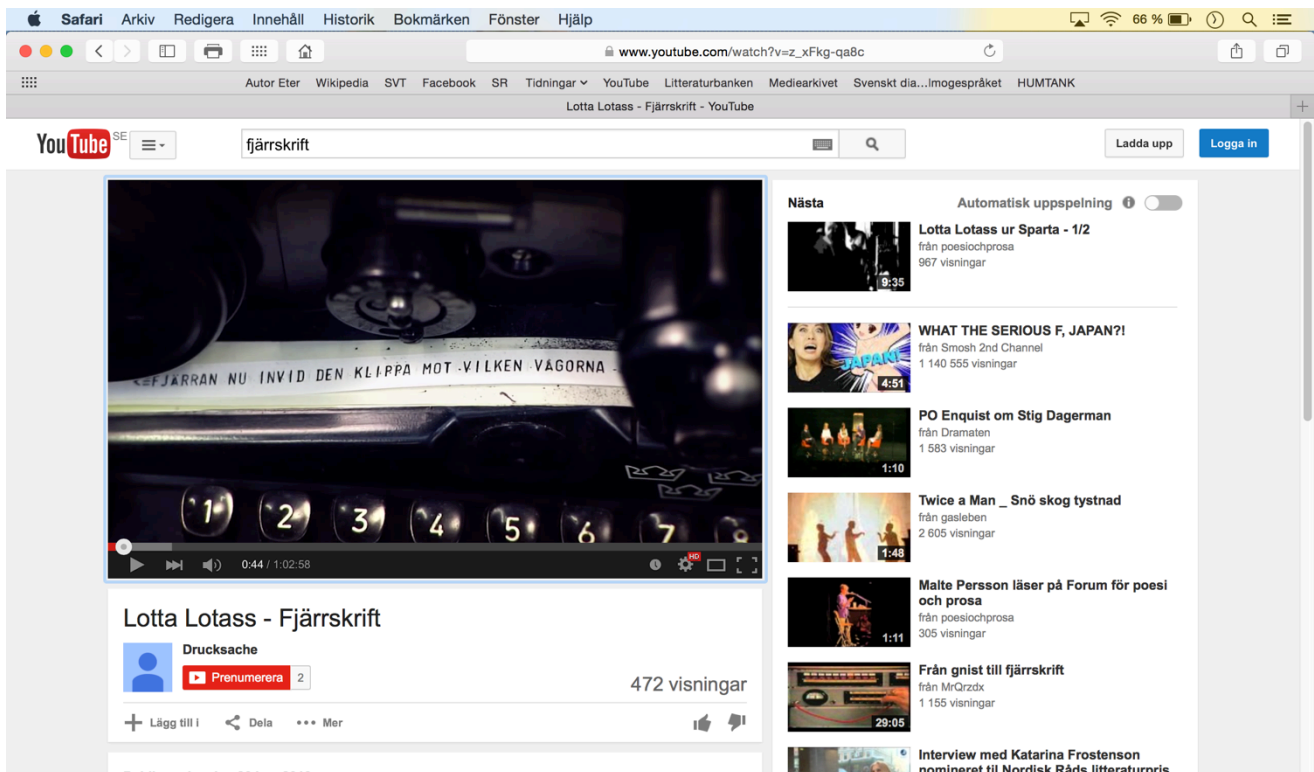 Safari Arkiv Redigera Innehåll Historik Bokmärken Fönster Hjälp 66 %
www.youtube.com/watch?v=z_xFkg-qa8c
Autor Eter Wikipedia SVT Facebook SR Tidningar YouTube Litteraturbanken Mediearkivet Svenskt dia...lmogespråket HUMTANK
Lotta Lotass - Fjärrskrift - YouTube
YouTube SE fjärrskrift Ladda upp Logga in
FJÄRRAN NU INVID DEN KLIPPA MOT VILKEN VÅGORNA
1 2 3 4 5 6 7 8
0:44 / 1:02:58 HD
Lotta Lotass - Fjärrskrift
Drucksache
Prenumerera 2
472 visningar
Lägg till i Dela Mer
Nästa Automatisk uppspelning
Lotta Lotass ur Sparta - 1/2
från poesiochprosa
967 visningar
9:35
WHAT THE SERIOUS F, JAPAN?!
från Smosh 2nd Channel
1 140 555 visningar
JAPAN!
4:51
PO Enquist om Stig Dagerman
från Dramaten
1 583 visningar
1:10
Twice a Man _ Snö skog tystnad
från gasleben
2 605 visningar
1:48
Malte Persson läser på Forum för poesi
och prosa
från poesiochprosa
305 visningar
1:11
Från gnist till fjärrskrift
från MrQrzdx
1 155 visningar
29:05
Interview med Katarina Frostenson
nomineret til Nordisk Råds litteraturpris